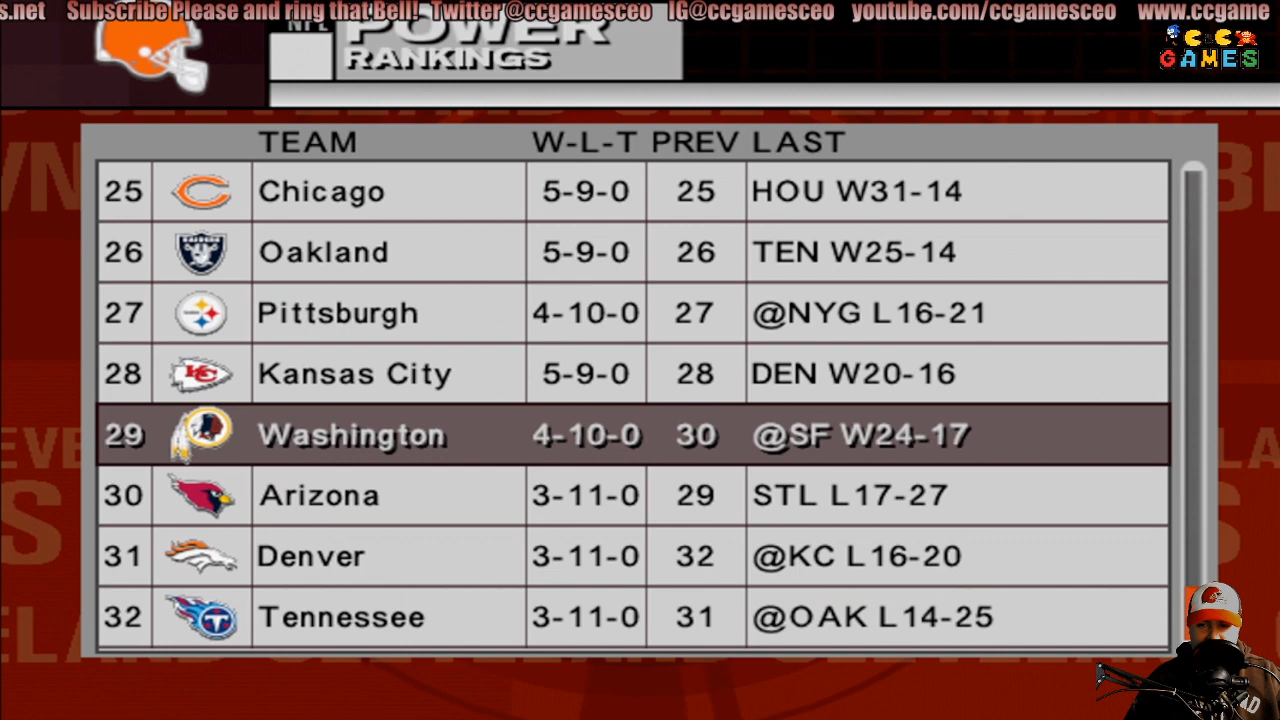 s.net Subscribe Please and ring that Bell! Twitter@ccgamesceo IG@ccgamesceo youtube.com/ccgamesceo www.ccgame
NFL POWER
RANKINGS
C C
GAMES
TEAM W-L-T PREV LAST
25 Chicago 5-9-0 25 HOU W31-14
26 Oakland 5-9-0 26 TEN W25-14
27 Pittsburgh 4-10-0 27 @NYG L16-21
28 Kansas City 5-9-0 28 DEN W20-16
29 Washington 4-10-0 30 @SF W24-17
30 Arizona 3-11-0 29 STL L17-27
31 Denver 3-11-0 32 @KC L16-20
32 Tennessee 3-11-0 31 @OAK L14-25